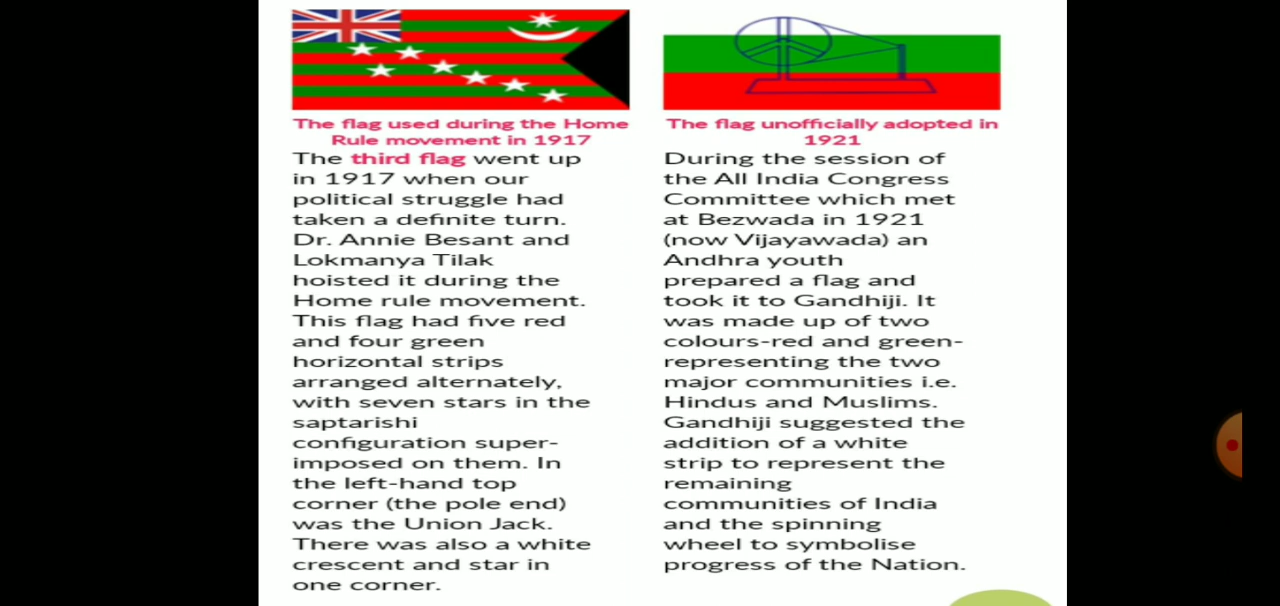 The flag used during the Home
Rule movement in 1917
The third flag went up
in 1917 when our
political struggle had
taken a definite turn.
Dr. Annie Besant and
Lokmanya Tilak
hoisted it during the
Home rule movement.
This flag had five red
and four green
horizontal strips
arranged alternately,
with seven stars in the
saptarishi
configuration super-
imposed on them. In
the left-hand top
corner (the pole end)
was the Union Jack.
There was also a white
crescent and star in
one corner.
The flag unofficially adopted in
1921
During the session of
the All India Congress
Committee which met
at Bezwada in 1921
(now Vijayawada) an
Andhra youth
prepared a flag and
took it to Gandhiji. It
was made up of two
colours-red and green-
representing the two
major communities i.e.
Hindus and Muslims.
Gandhiji suggested the
addition of a white
strip to represent the
remaining
communities of India
and the spinning
wheel to symbolise
progress of the Nation.